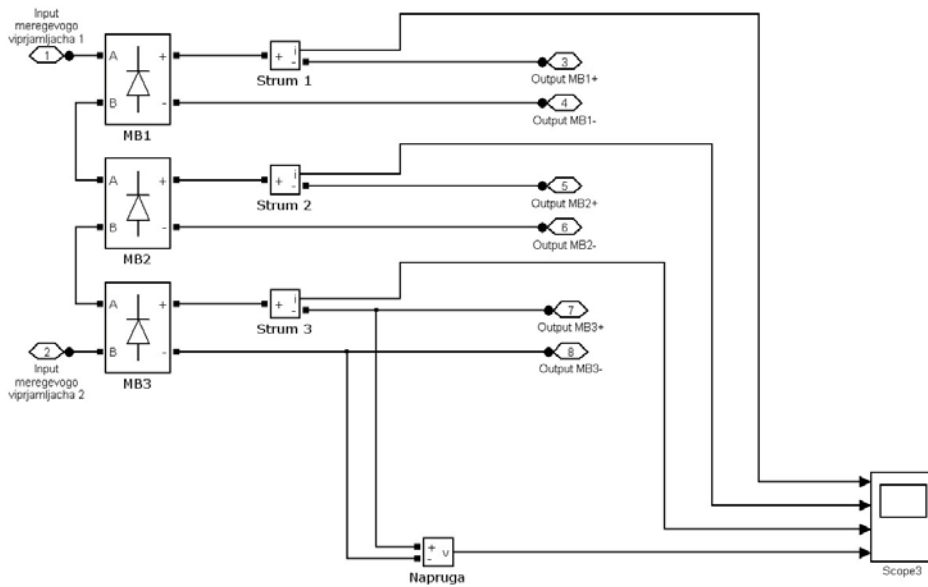 Input
meregevogo
viprjamljacha 1
1
A
+
B
-
MB1
+
i
-
Strum 1
3
Output MB1+
4
Output MB1-
A
+
B
-
MB2
+
i
-
Strum 2
5
Output MB2+
6
Output MB2-
A
+
B
-
MB3
+
i
-
Strum 3
7
Output MB3+
8
Output MB3-
2
Input
meregevogo
viprjamljacha 2
+
-
v
Napruga
Scope3